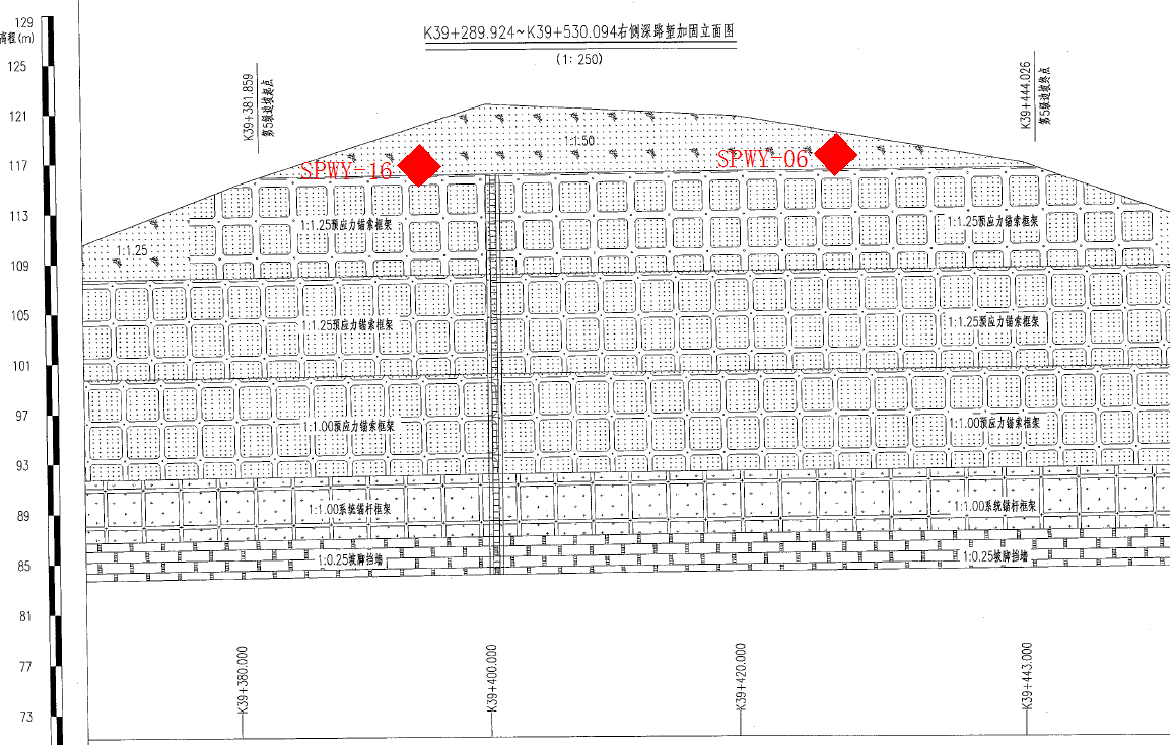 K39+289.924~K39+530.094右侧深路堑加固立面图
(1:250)
129
高程(m)
125
121
117
113
109
105
101
97
93
89
85
81
77
73
K39+381.859
第5级边坡起点
K39+444.026
第5级边坡终点
1:1.50
SPWY-16
SPWY-06
1:1.25
1:1.25预应力锚索框架
1:1.25预应力锚索框架
1:1.25预应力锚索框架
1:1.25预应力锚索框架
1:1.00预应力锚索框架
1:1.00预应力锚索框架
1:1.00系统锚杆框架
1:1.00系统锚杆框架
1:0.25坡脚挡墙
1:0.25坡脚挡墙
K39+380.000
K39+400.000
K39+420.000
K39+443.000